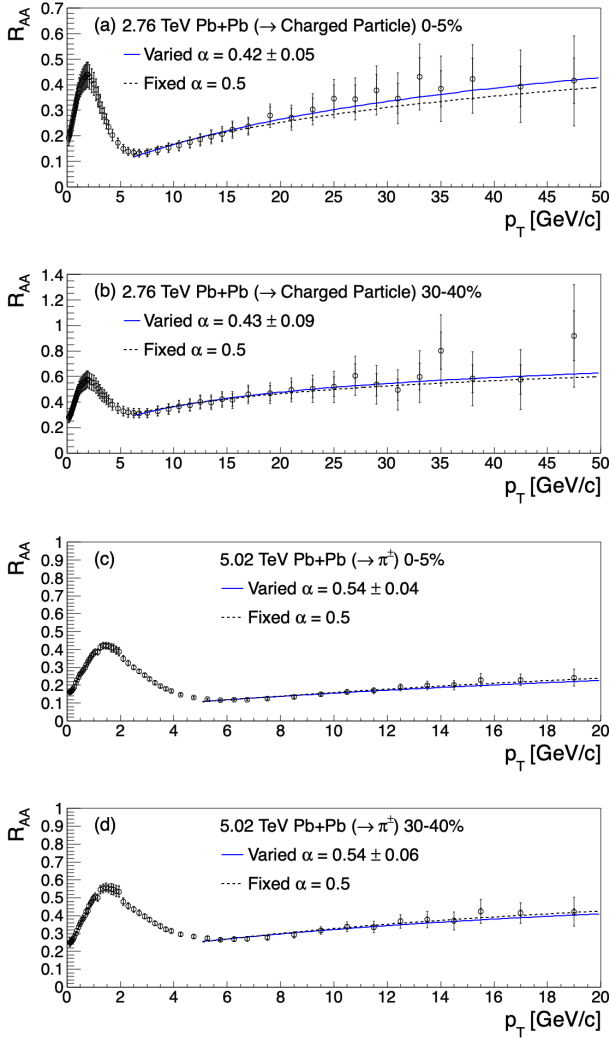 R_AA
0.7
0.6
0.5
0.4
0.3
0.2
0.1
0
(a) 2.76 TeV Pb+Pb (→ Charged Particle) 0-5%
Varied α = 0.42 ± 0.05
Fixed α = 0.5
0 5 10 15 20 25 30 35 40 45 50
p_T [GeV/c]
R_AA
1.4
1.2
1
0.8
0.6
0.4
0.2
0
(b) 2.76 TeV Pb+Pb (→ Charged Particle) 30-40%
Varied α = 0.43 ± 0.09
Fixed α = 0.5
0 5 10 15 20 25 30 35 40 45 50
p_T [GeV/c]
R_AA
1
0.9
0.8
0.7
0.6
0.5
0.4
0.3
0.2
0.1
0
(c) 5.02 TeV Pb+Pb (→ π±) 0-5%
Varied α = 0.54 ± 0.04
Fixed α = 0.5
0 2 4 6 8 10 12 14 16 18 20
p_T [GeV/c]
R_AA
1
0.9
0.8
0.7
0.6
0.5
0.4
0.3
0.2
0.1
0
(d) 5.02 TeV Pb+Pb (→ π±) 30-40%
Varied α = 0.54 ± 0.06
Fixed α = 0.5
0 2 4 6 8 10 12 14 16 18 20
p_T [GeV/c]